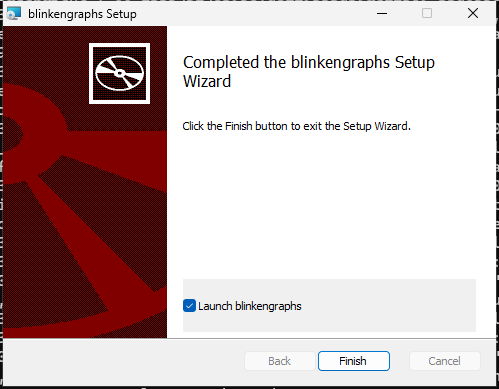 blinkengraphs Setup
Completed the blinkengraphs Setup
Wizard
Click the Finish button to exit the Setup Wizard.
Launch blinkengraphs
Back
Finish
Cancel